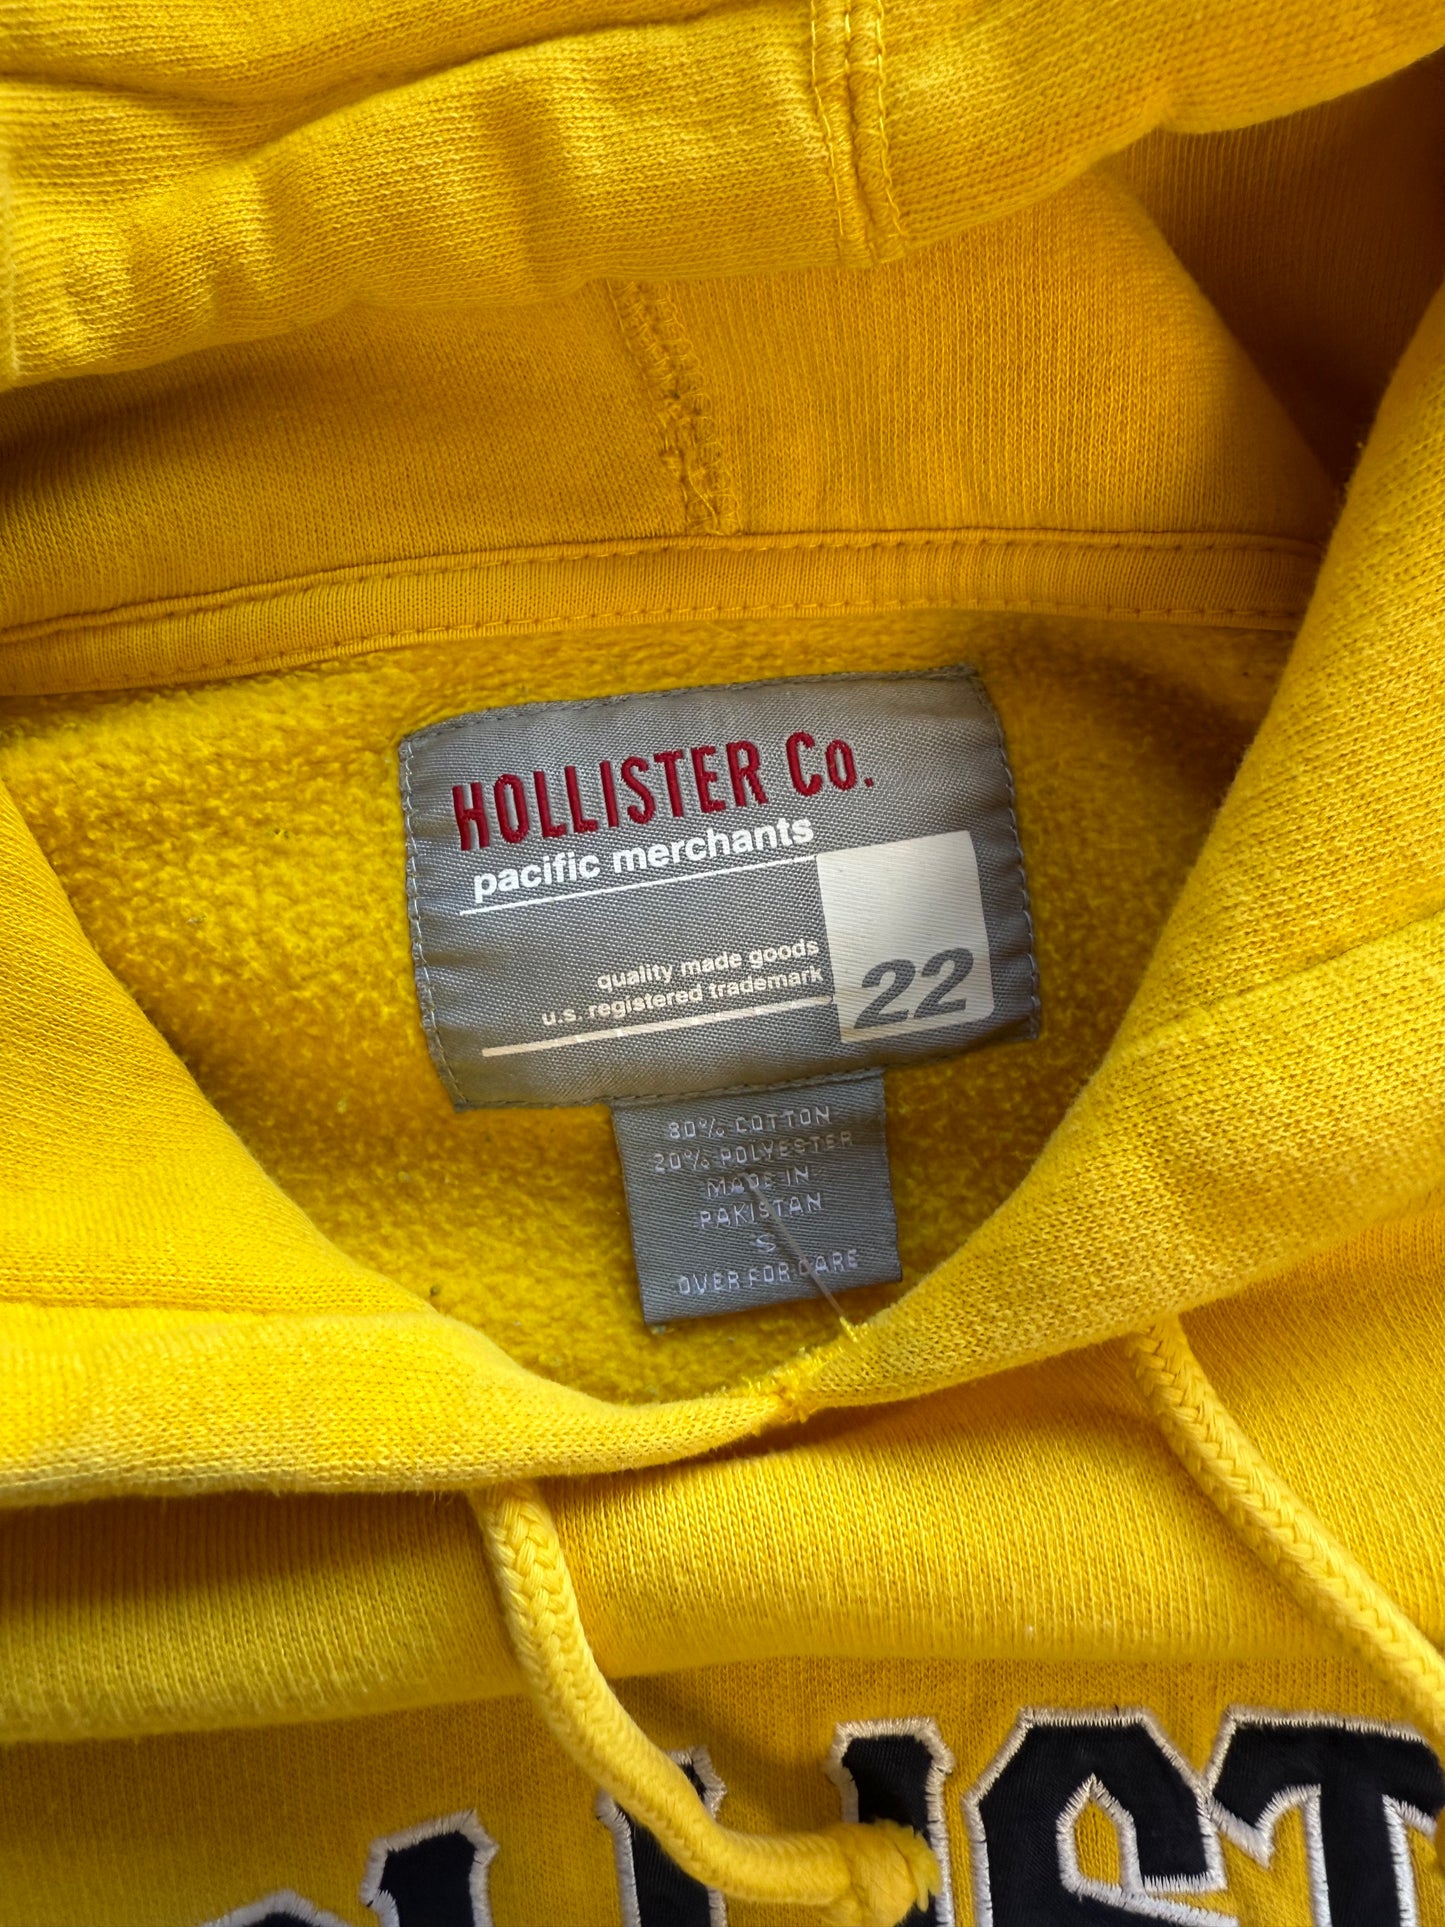 HOLLISTER Co.
pacific merchants
quality made goods
u.s. registered trademark
22
80% COTTON
20% POLYESTER
MADE IN
PAKISTAN
S
OVER FOR CARE